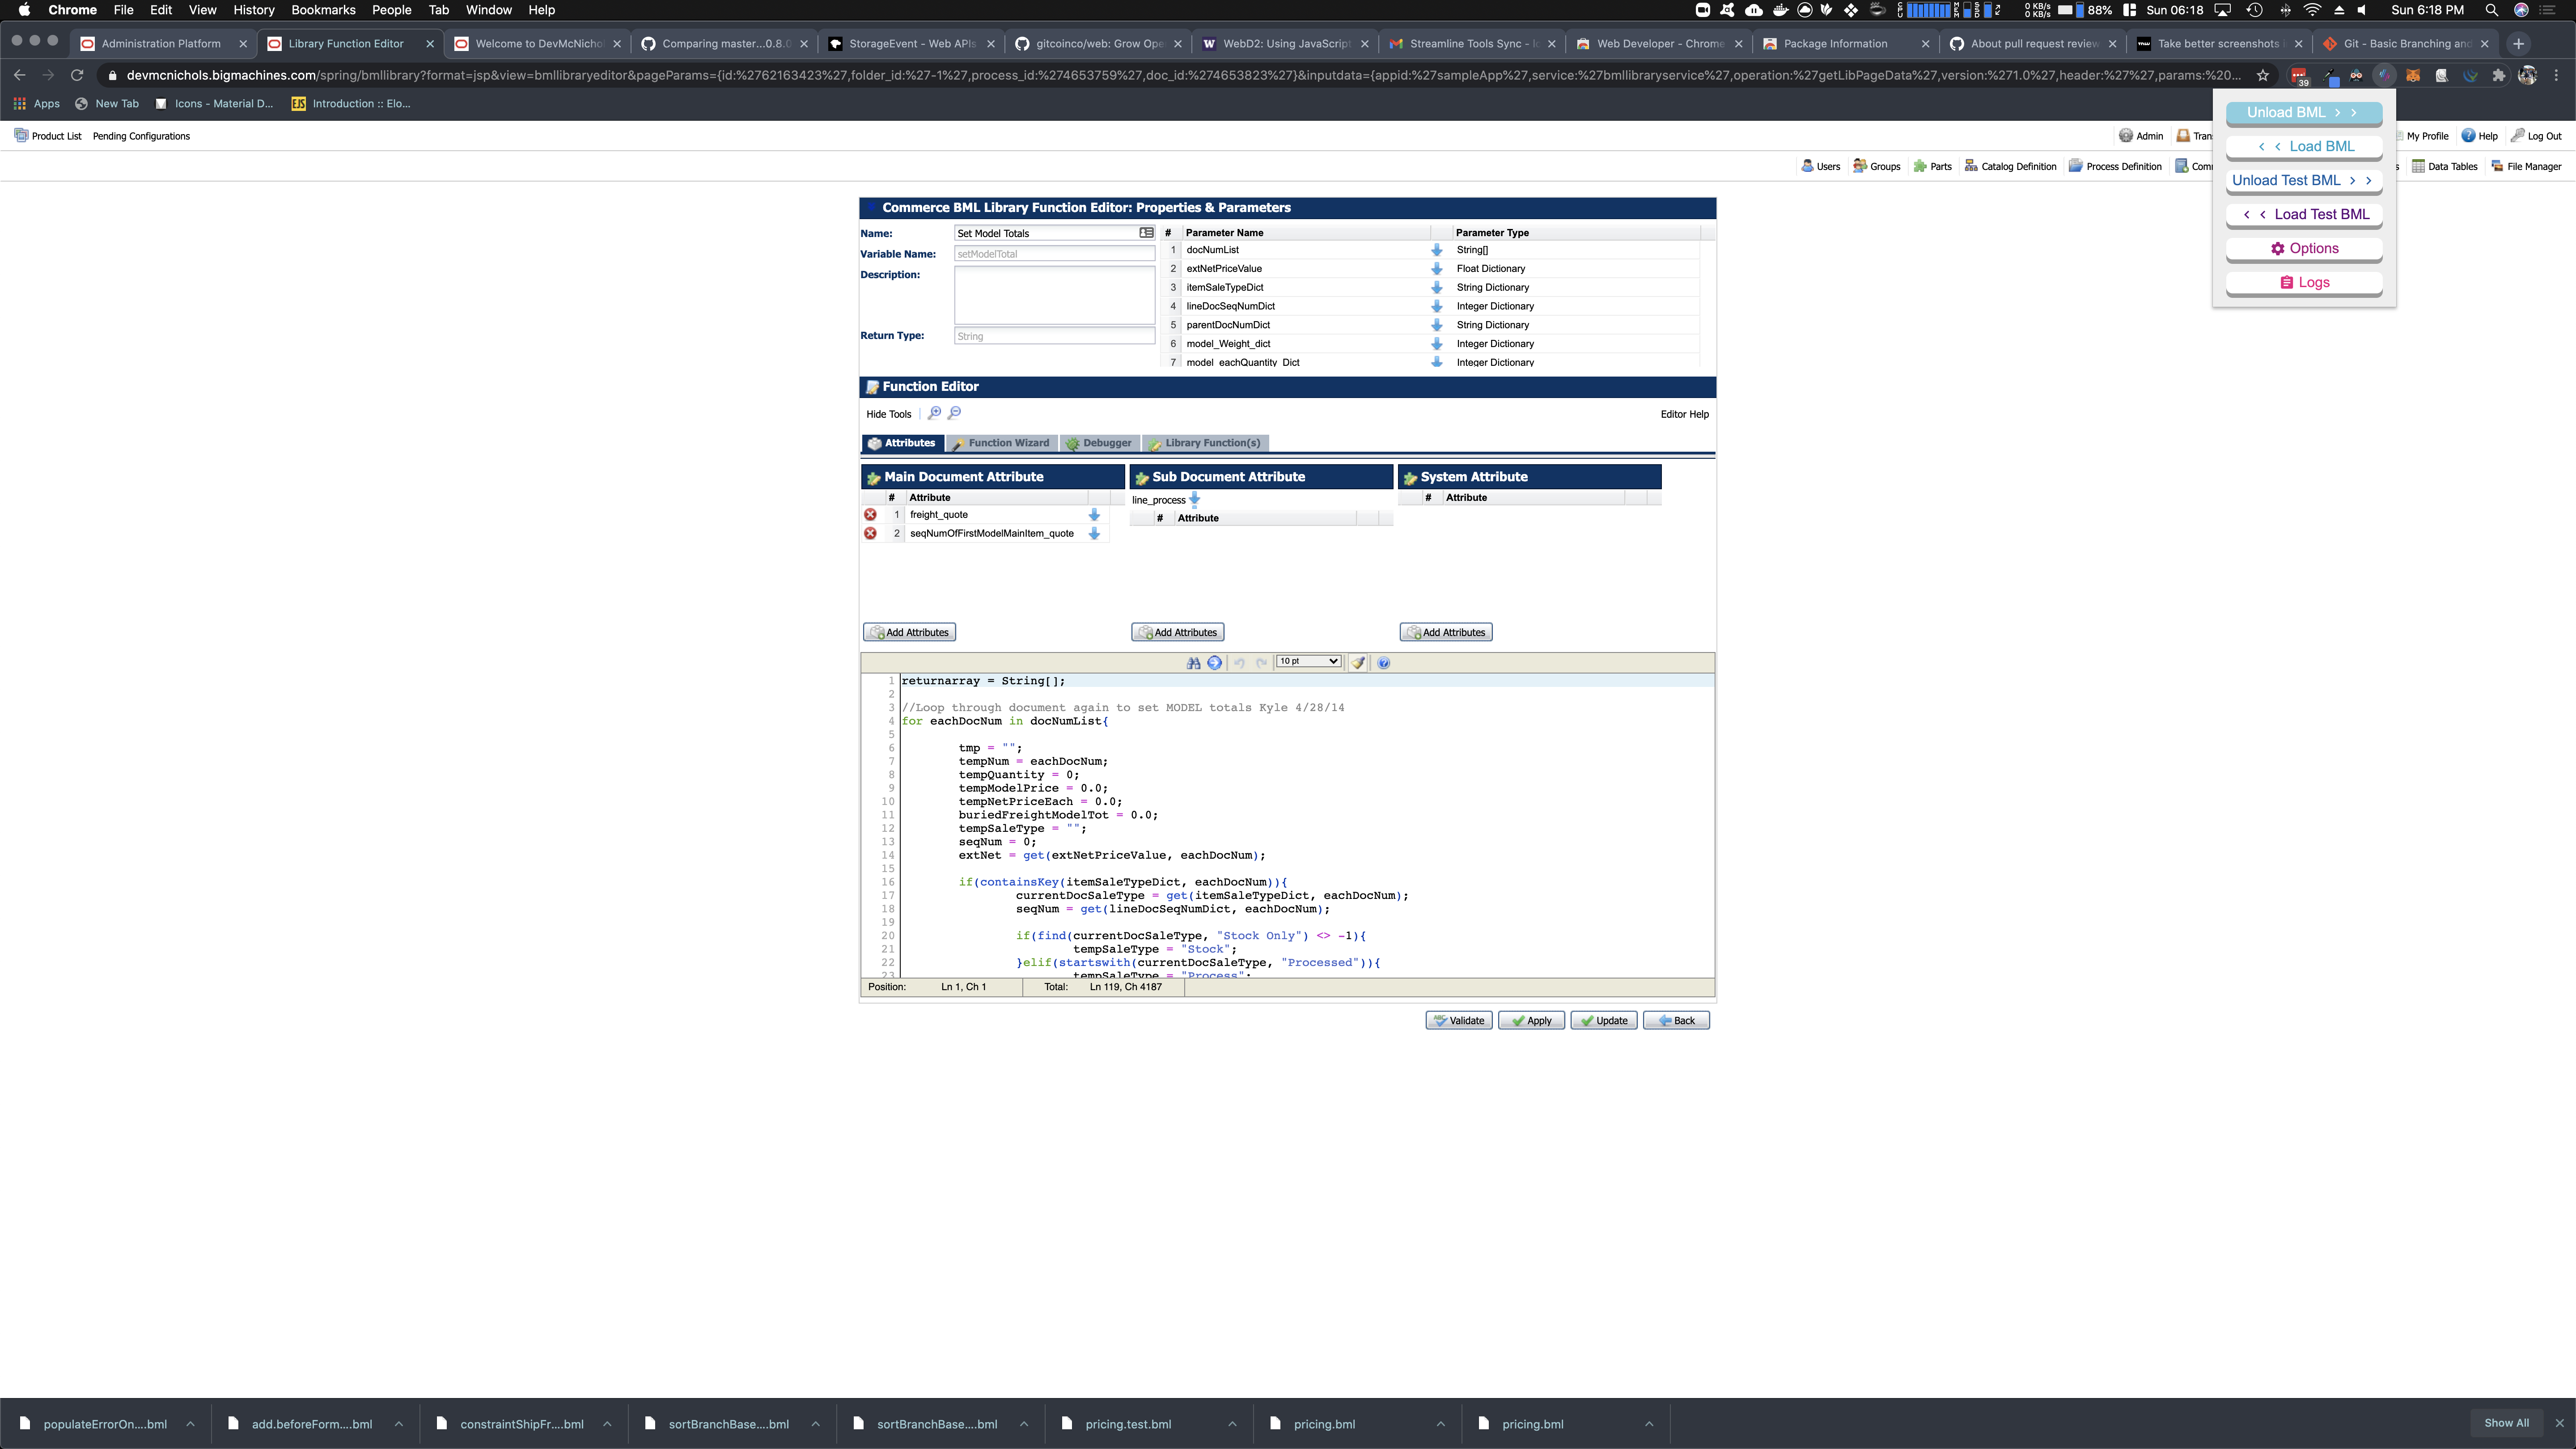 Chrome File Edit View History Bookmarks People Tab Window Help
0 KB/s 0 KB/s 88% Sun 06:18 Sun 6:18 PM
Administration Platform
Library Function Editor
Welcome to DevMcNicho
Comparing master...0.8.0
StorageEvent - Web APIs
gitcoinco/web: Grow Ope
WebD2: Using JavaScript
Streamline Tools Sync - lo
Web Developer - Chrome
Package Information
About pull request review
Take better screenshots
Git - Basic Branching and
devmcnichols.bigmachines.com/spring/bmllibrary?format=jsp&view=bmllibraryeditor&pageParams={id:%2762163423%27,folder_id:%27-1%27,process_id:%274653759%27,doc_id:%274653823%27}&inputdata={appid:%27sampleApp%27,service:%27bmllibraryservice%27,operation:%27getLibPageData%27,version:%271.0%27,header:%27%27,params:%20...
39
Apps New Tab Icons - Material D... Introduction :: Elo...
Product List Pending Configurations
Admin Tran My Profile Help Log Out
Users Groups Parts Catalog Definition Process Definition Com s Data Tables File Manager
Unload BML > >
< < Load BML
Unload Test BML > >
< < Load Test BML
Options
Logs
Commerce BML Library Function Editor: Properties & Parameters
Name: Set Model Totals
Variable Name: setModelTotal
Description:
Return Type: String
# Parameter Name Parameter Type
1 docNumList String[]
2 extNetPriceValue Float Dictionary
3 itemSaleTypeDict String Dictionary
4 lineDocSeqNumDict Integer Dictionary
5 parentDocNumDict String Dictionary
6 model_Weight_dict Integer Dictionary
7 model_eachQuantity_Dict Integer Dictionary
Function Editor
Hide Tools Editor Help
Attributes Function Wizard Debugger Library Function(s)
Main Document Attribute
# Attribute
1 freight_quote
2 seqNumOfFirstModelMainItem_quote
Add Attributes
Sub Document Attribute
line_process
# Attribute
Add Attributes
System Attribute
# Attribute
Add Attributes
10 pt
1 returnarray = String[];
2
3 //Loop through document again to set MODEL totals Kyle 4/28/14
4 for eachDocNum in docNumList{
5
6 tmp = "";
7 tempNum = eachDocNum;
8 tempQuantity = 0;
9 tempModelPrice = 0.0;
10 tempNetPriceEach = 0.0;
11 buriedFreightModelTot = 0.0;
12 tempSaleType = "";
13 seqNum = 0;
14 extNet = get(extNetPriceValue, eachDocNum);
15
16 if(containsKey(itemSaleTypeDict, eachDocNum)){
17 currentDocSaleType = get(itemSaleTypeDict, eachDocNum);
18 seqNum = get(lineDocSeqNumDict, eachDocNum);
19
20 if(find(currentDocSaleType, "Stock Only") <> -1){
21 tempSaleType = "Stock";
22 }elif(startswith(currentDocSaleType, "Processed")){
23 tempSaleType = "Process";
Position: Ln 1, Ch 1 Total: Ln 119, Ch 4187
Validate Apply Update Back
populateErrorOn....bml
add.beforeForm....bml
constraintShipFr....bml
sortBranchBase....bml
sortBranchBase....bml
pricing.test.bml
pricing.bml
pricing.bml
Show All